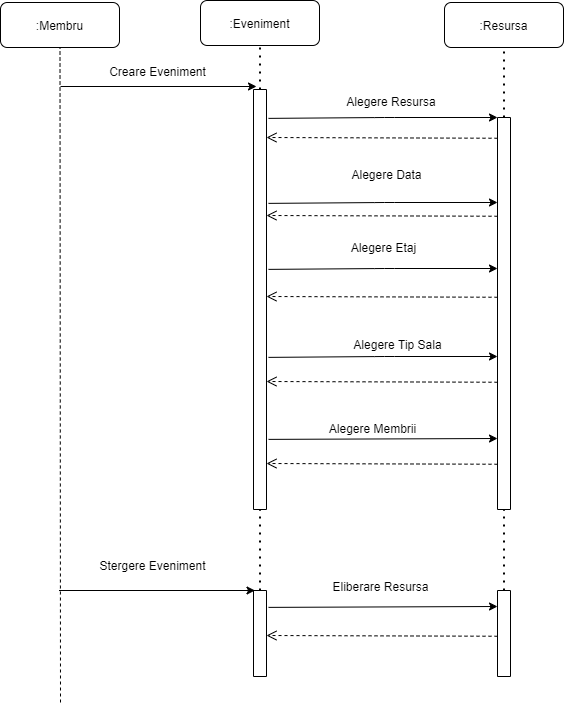 :Membru
:Eveniment
:Resursa
Creare Eveniment
Alegere Resursa
Alegere Data
Alegere Etaj
Alegere Tip Sala
Alegere Membrii
Stergere Eveniment
Eliberare Resursa